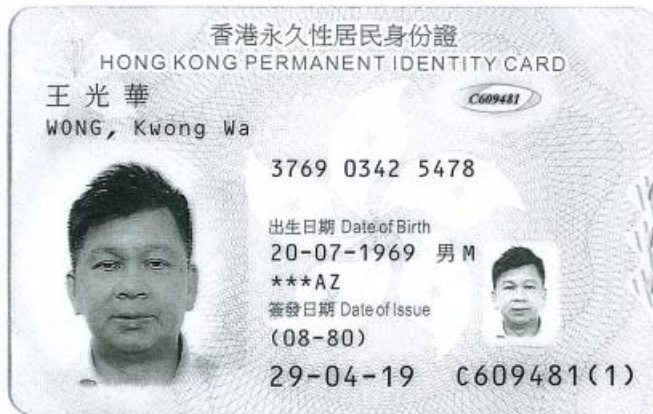 香港永久性居民身份證
HONG KONG PERMANENT IDENTITY CARD
王光華
C609481
WONG, Kwong Wa
3769 0342 5478
出生日期 Date of Birth
20-07-1969 男 M
***AZ
簽發日期 Date of Issue
(08-80)
29-04-19 C609481(1)